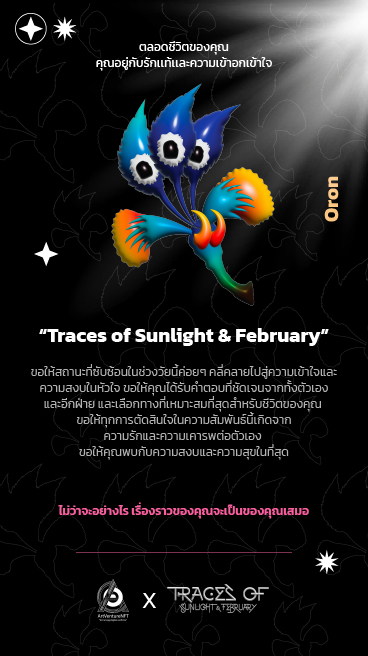 ตลอดชีวิตของคุณ
คุณอยู่กับรักแท้และความเข้าอกเข้าใจ
Oron
“Traces of Sunlight & February”
ขอให้สถานะที่ซับซ้อนในช่วงวัยนี้ค่อยๆ คลี่คลายไปสู่ความเข้าใจและ
ความสงบในหัวใจ ขอให้คุณได้รับคำตอบที่ชัดเจนจากทั้งตัวเอง
และอีกฝ่าย และเลือกทางที่เหมาะสมที่สุดสำหรับชีวิตของคุณ
ขอให้ทุกการตัดสินใจในความสัมพันธ์นี้เกิดจาก
ความรักและความเคารพต่อตัวเอง
ขอให้คุณพบกับความสงบและความสุขในที่สุด
ไม่ว่าจะอย่างไร เรื่องราวของคุณจะเป็นของคุณเสมอ
ArtVentureNFT
X
TRACES OF
SUNLIGHT & FEBRUARY